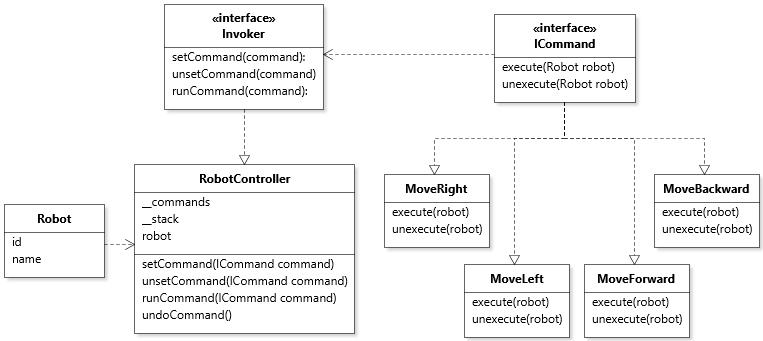 «interface»
Invoker
setCommand(command):
unsetCommand(command)
runCommand(command):
«interface»
ICommand
execute(Robot robot)
unexecute(Robot robot)
RobotController
__commands
__stack
robot
setCommand(ICommand command)
unsetCommand(ICommand command)
runCommand(ICommand command)
undoCommand()
Robot
id
name
MoveRight
execute(robot)
unexecute(robot)
MoveBackward
execute(robot)
unexecute(robot)
MoveLeft
execute(robot)
unexecute(robot)
MoveForward
execute(robot)
unexecute(robot)